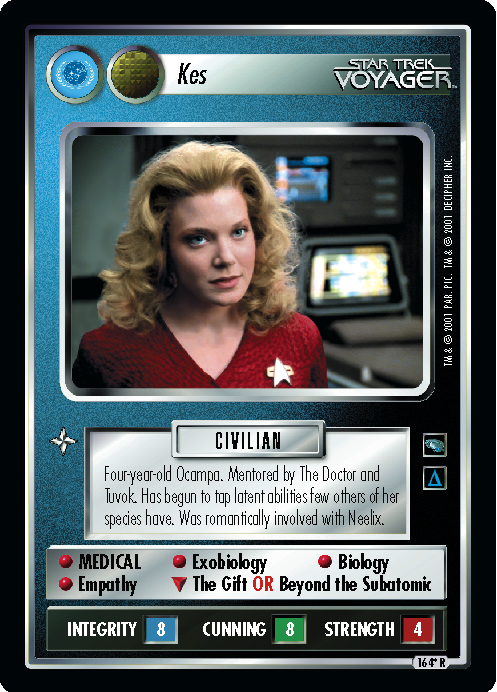 Kes
STAR TREK
VOYAGER™
TM & © 2001 PAR. PIC. TM & © 2001 DECIPHER INC.
CIVILIAN
Four-year-old Ocampa. Mentored by The Doctor and
Tuvok. Has begun to tap latent abilities few others of her
species have. Was romantically involved with Neelix.
MEDICAL Exobiology Biology
Empathy The Gift OR Beyond the Subatomic
INTEGRITY 8 CUNNING 8 STRENGTH 4
164* R